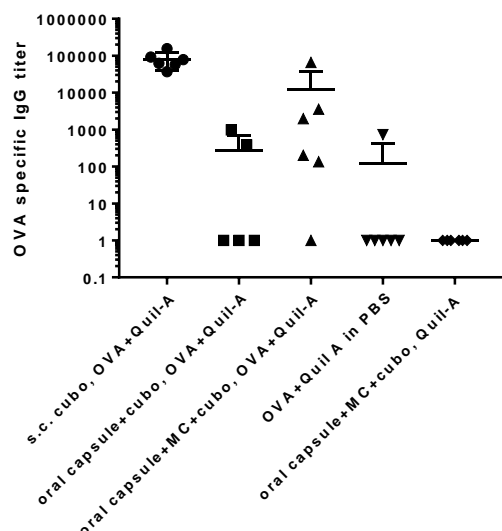 OVA specific IgG titer
1000000
100000
10000
1000
100
10
1
0.1
s.c. cubo, OVA+Quil-A
oral capsule+cubo, OVA+Quil-A
oral capsule+MC+cubo, OVA+Quil-A
OVA+Quil A in PBS
oral capsule+MC+cubo, Quil-A